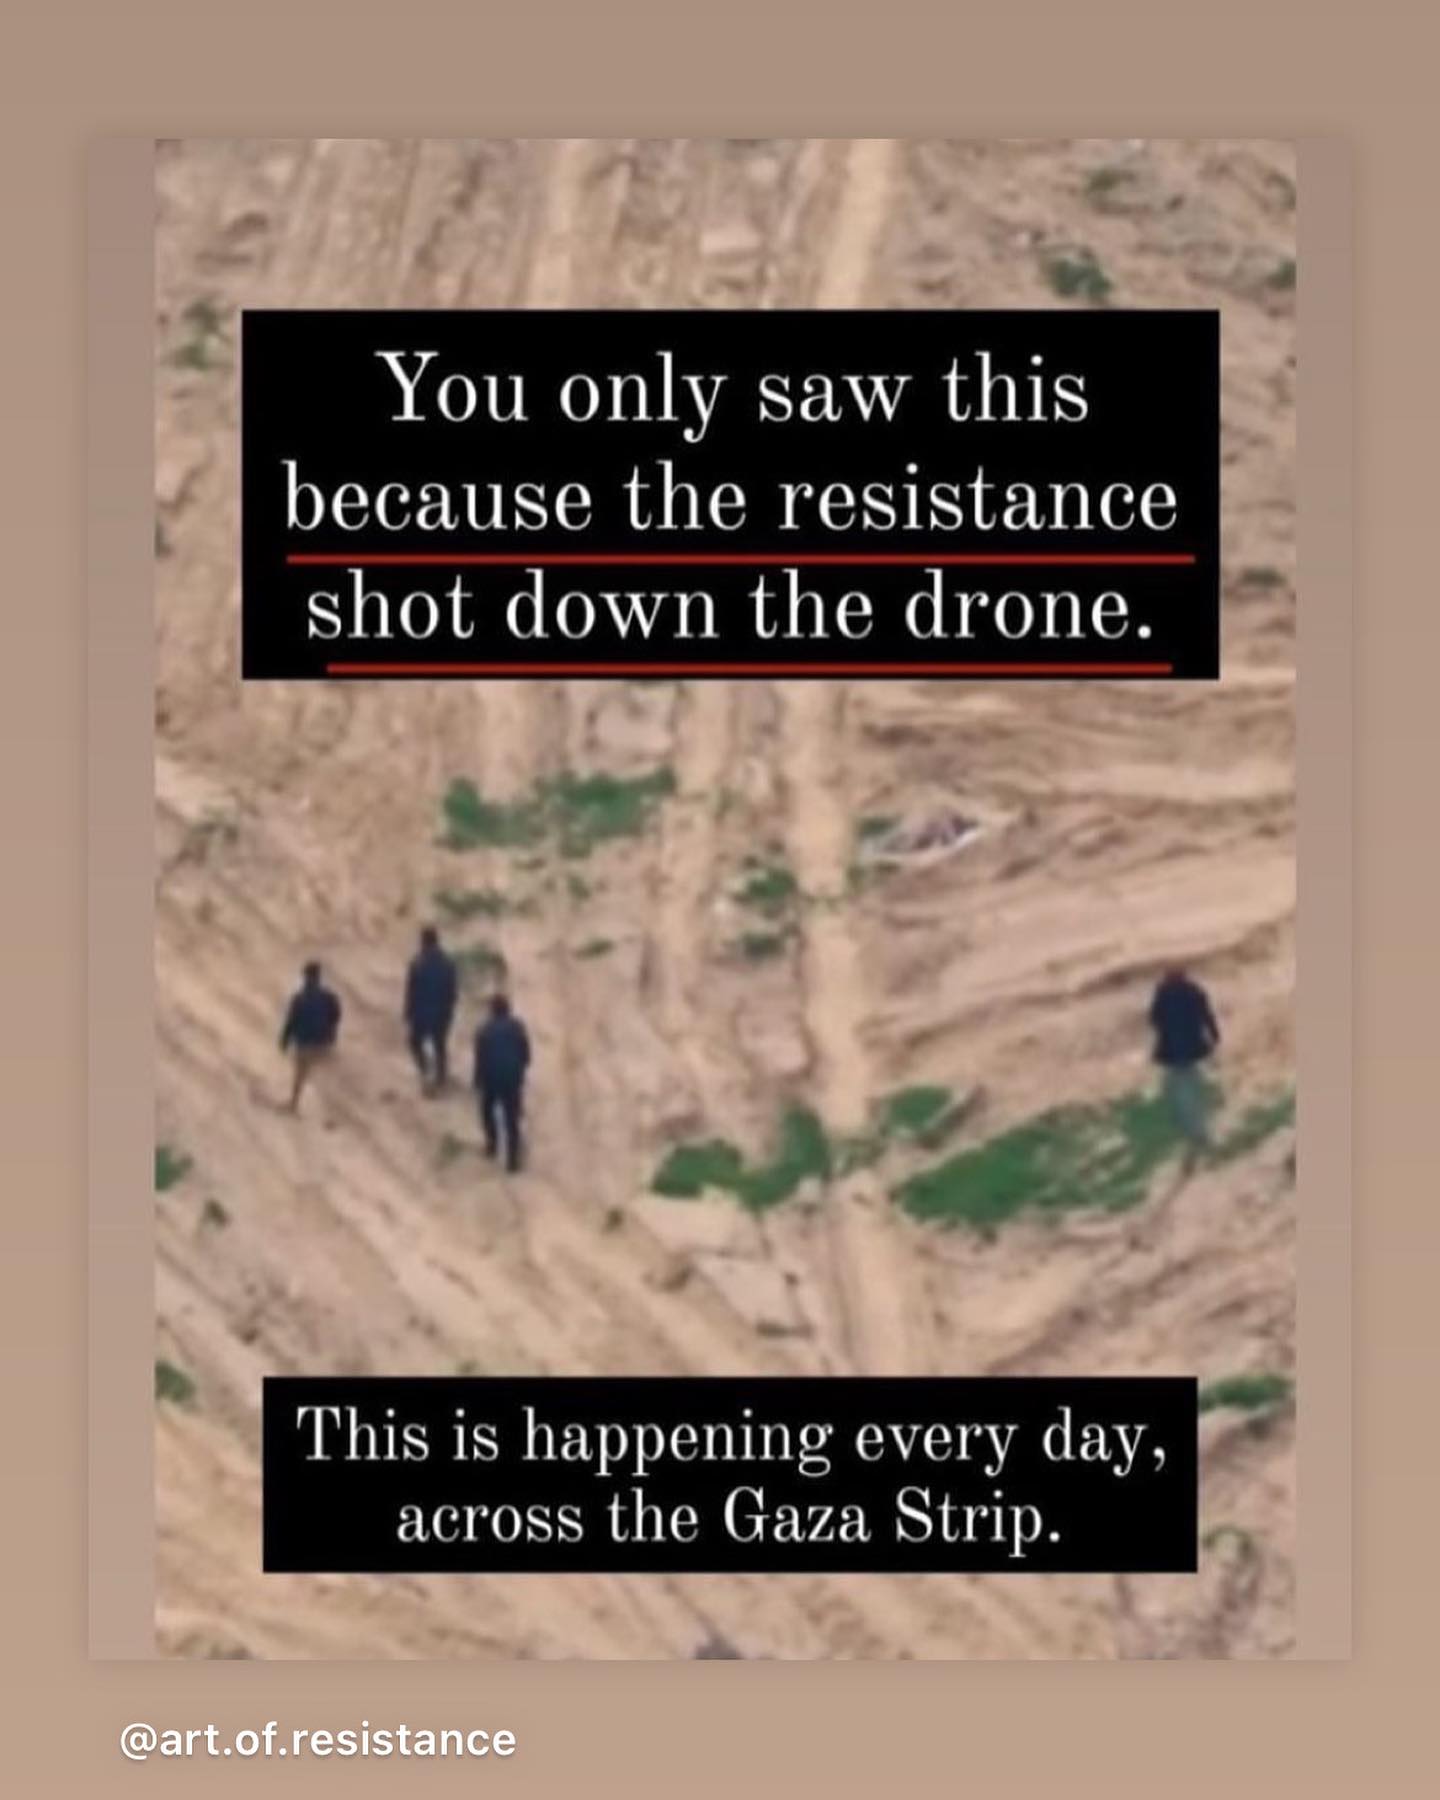 You only saw this
because the resistance
shot down the drone.
This is happening every day,
across the Gaza Strip.
@art.of.resistance